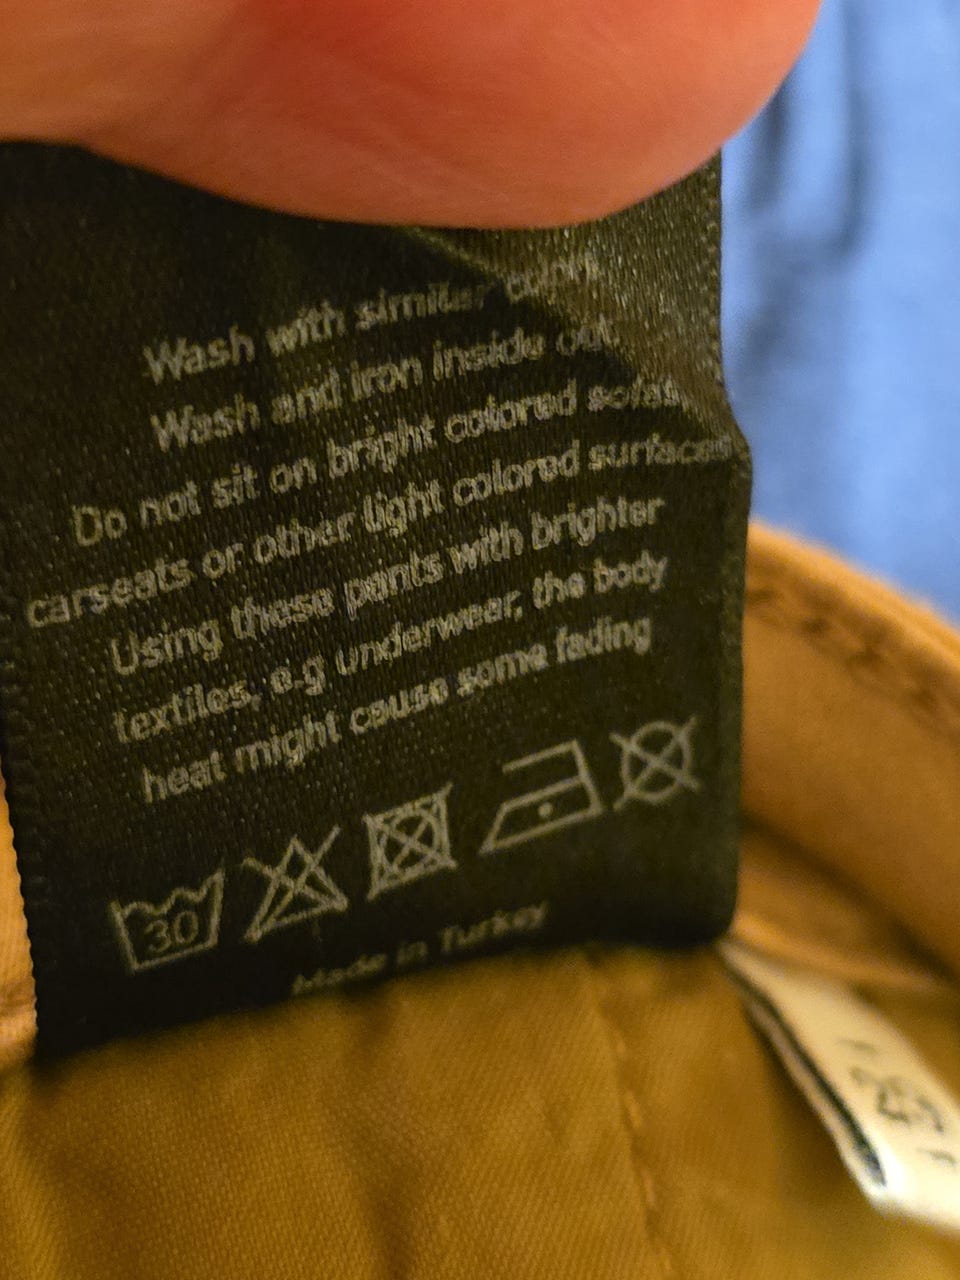 Wash with similar colors.
Wash and iron inside out.
Do not sit on bright colored sofas,
carseats or other light colored surfaces.
Using these pants with brighter
textiles, e.g underwear, the body
heat might cause some fading
30
Made in Turkey